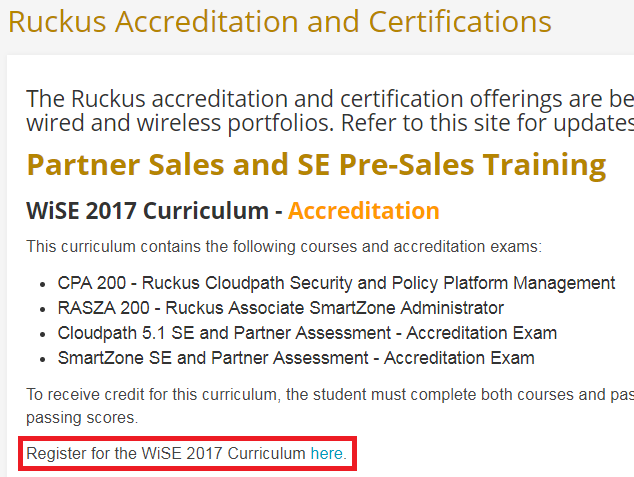 Ruckus Accreditation and Certifications
The Ruckus accreditation and certification offerings are be
wired and wireless portfolios. Refer to this site for updates
Partner Sales and SE Pre-Sales Training
WiSE 2017 Curriculum - Accreditation
This curriculum contains the following courses and accreditation exams:
• CPA 200 - Ruckus Cloudpath Security and Policy Platform Management
• RASZA 200 - Ruckus Associate SmartZone Administrator
• Cloudpath 5.1 SE and Partner Assessment - Accreditation Exam
• SmartZone SE and Partner Assessment - Accreditation Exam
To receive credit for this curriculum, the student must complete both courses and pas
passing scores.
Register for the WiSE 2017 Curriculum here.